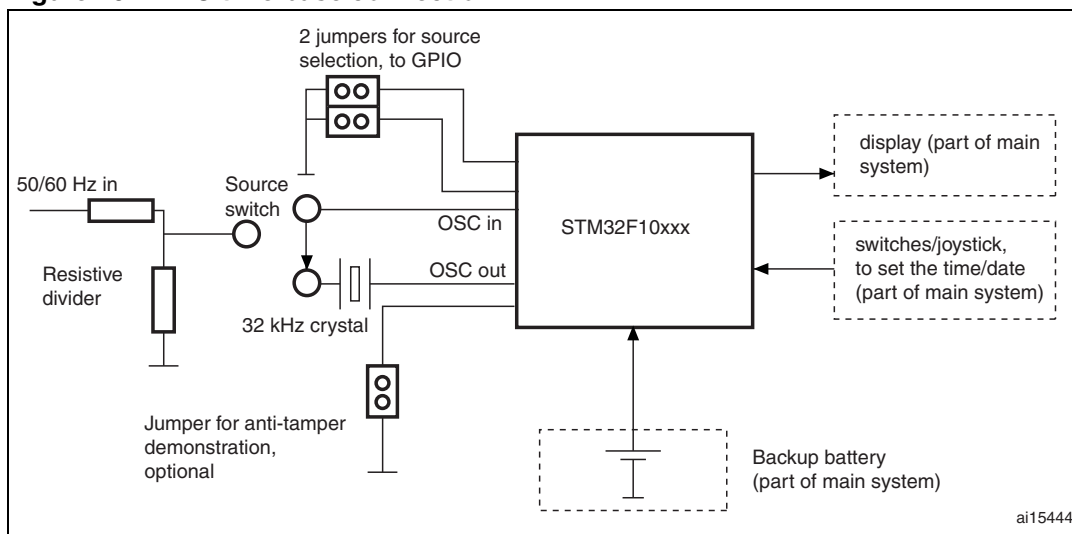 2 jumpers for source
selection, to GPIO
50/60 Hz in
Source
switch
Resistive
divider
OSC in
OSC out
32 kHz crystal
STM32F10xxx
display (part of main
system)
switches/joystick,
to set the time/date
(part of main system)
Jumper for anti-tamper
demonstration,
optional
Backup battery
(part of main system)
ai15444